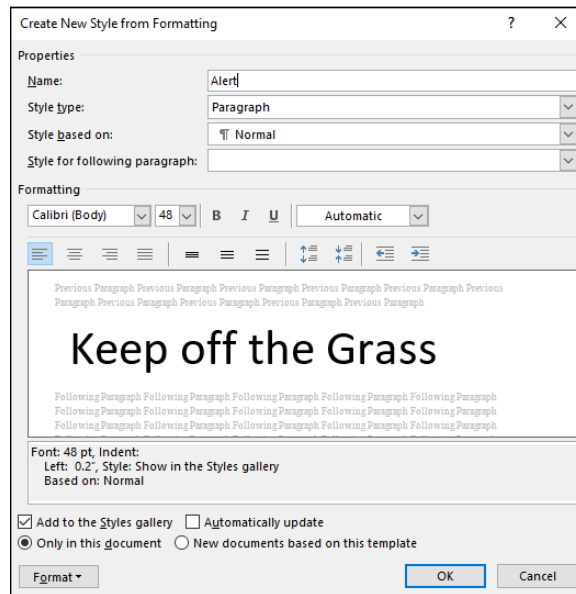 Create New Style from Formatting ? X
Properties
Name: Alert
Style type: Paragraph
Style based on: ¶ Normal
Style for following paragraph:
Formatting
Calibri (Body) 48 B I U Automatic
Previous Paragraph Previous Paragraph Previous Paragraph Previous Paragraph Previous Paragraph Previous
Paragraph Previous Paragraph Previous Paragraph Previous Paragraph Previous Paragraph
Keep off the Grass
Following Paragraph Following Paragraph Following Paragraph Following Paragraph Following Paragraph
Following Paragraph Following Paragraph Following Paragraph Following Paragraph Following Paragraph
Following Paragraph Following Paragraph Following Paragraph Following Paragraph Following Paragraph
Font: 48 pt, Indent:
Left: 0.2", Style: Show in the Styles gallery
Based on: Normal
Add to the Styles gallery Automatically update
Only in this document New documents based on this template
Format OK Cancel